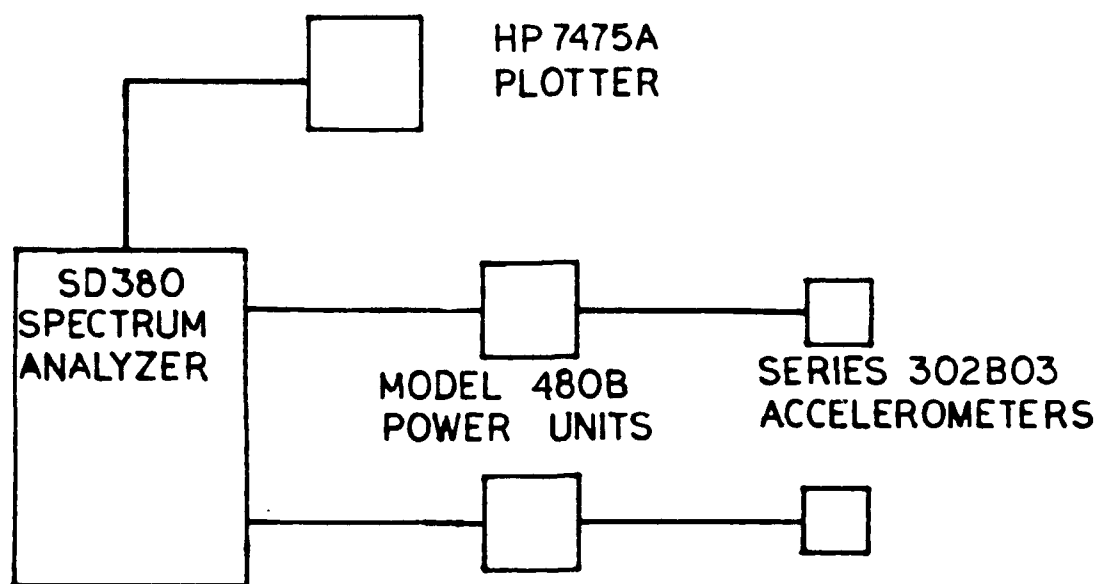 HP 7475A
PLOTTER
SD380
SPECTRUM
ANALYZER
MODEL 480B
POWER UNITS
SERIES 302B03
ACCELEROMETERS